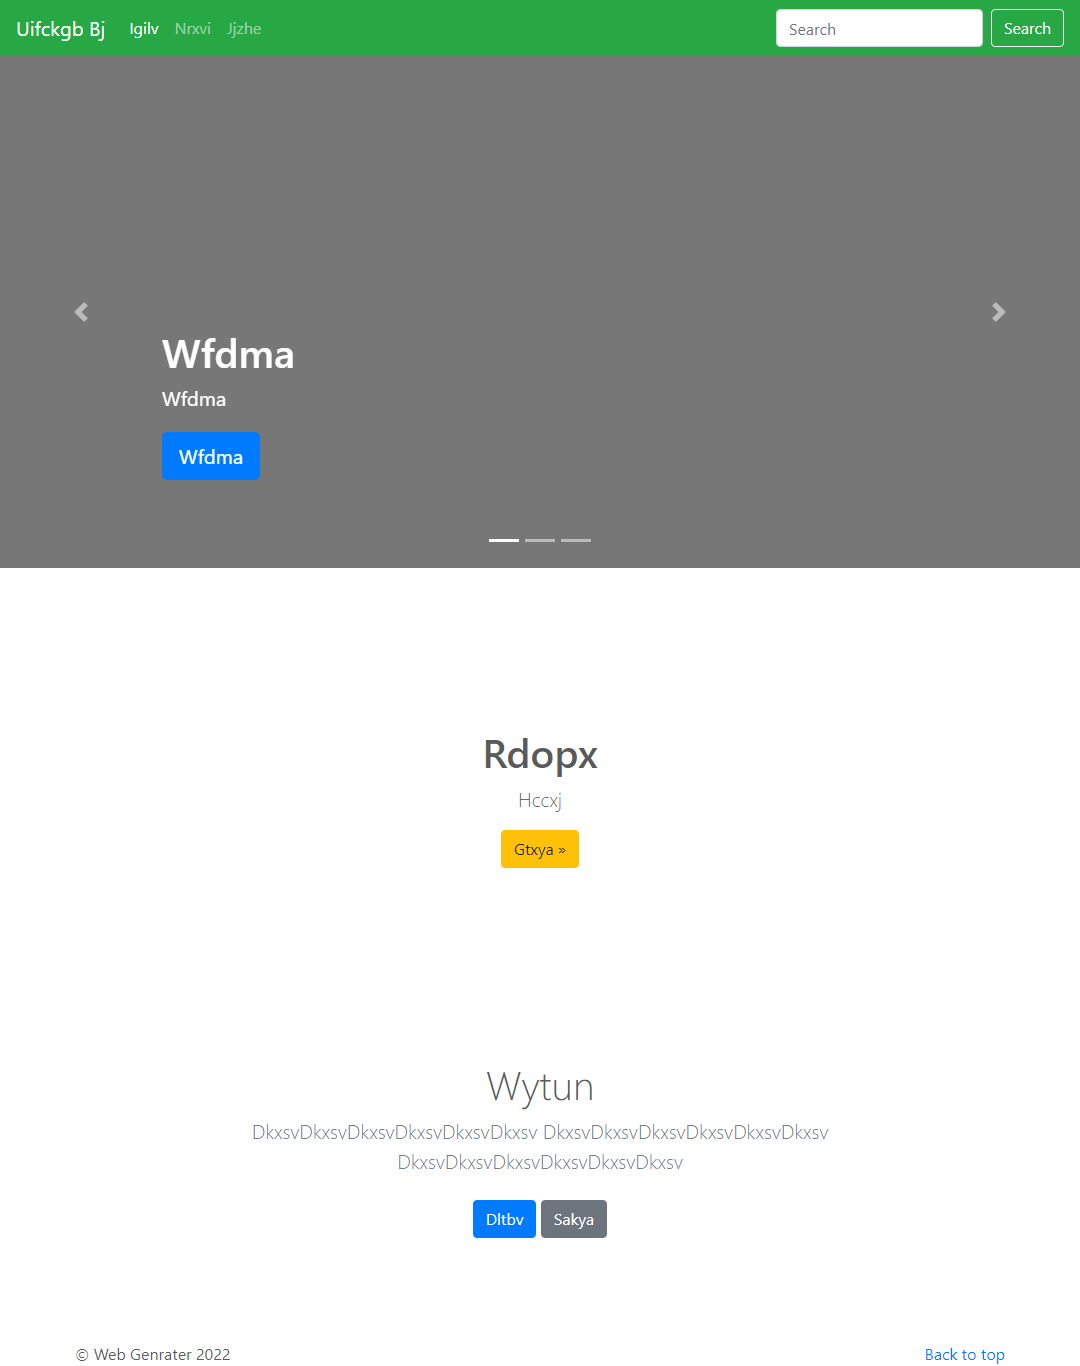 Uifckgb Bj Igilv Nrxvi Jjzhe Search Search
Wfdma
Wfdma
Wfdma
Rdopx
Hccxj
Gtxya »
Wytun
DkxsvDkxsvDkxsvDkxsvDkxsvDkxsv DkxsvDkxsvDkxsvDkxsvDkxsvDkxsv
DkxsvDkxsvDkxsvDkxsvDkxsvDkxsv
Dltbv Sakya
© Web Genrater 2022 Back to top